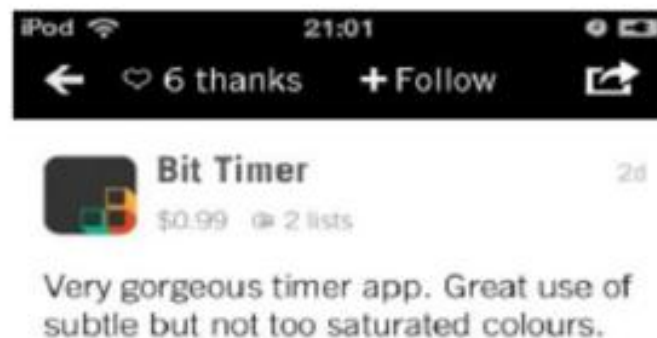 iPod 21:01
6 thanks + Follow
Bit Timer 2d
$0.99 2 lists
Very gorgeous timer app. Great use of
subtle but not too saturated colours.